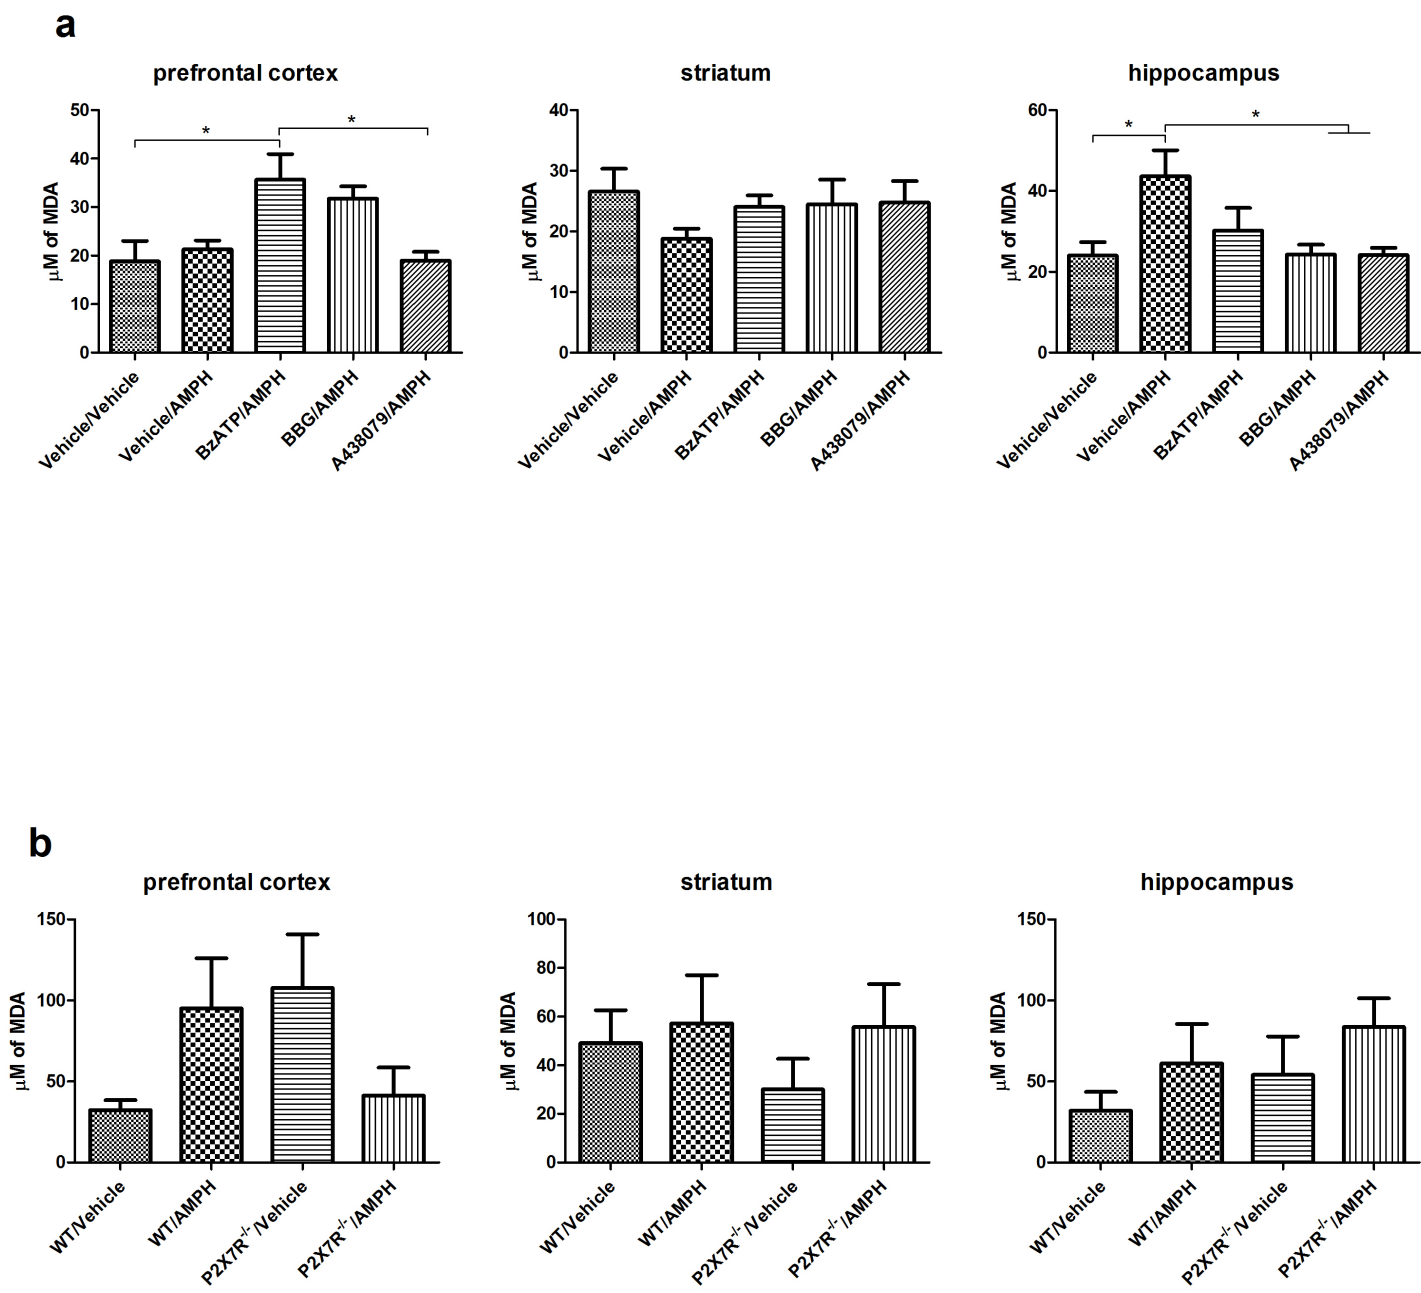 a
prefrontal cortex
striatum
hippocampus
50
40
30
20
10
0
μM of MDA
*
*
Vehicle/Vehicle
Vehicle/AMPH
BzATP/AMPH
BBG/AMPH
A438079/AMPH
40
30
20
10
0
μM of MDA
Vehicle/Vehicle
Vehicle/AMPH
BzATP/AMPH
BBG/AMPH
A438079/AMPH
60
40
20
0
μM of MDA
*
*
Vehicle/Vehicle
Vehicle/AMPH
BzATP/AMPH
BBG/AMPH
A438079/AMPH
b
prefrontal cortex
striatum
hippocampus
150
100
50
0
μM of MDA
WT/Vehicle
WT/AMPH
P2X7R-/-/Vehicle
P2X7R-/-/AMPH
100
80
60
40
20
0
μM of MDA
WT/Vehicle
WT/AMPH
P2X7R-/-/Vehicle
P2X7R-/-/AMPH
150
100
50
0
μM of MDA
WT/Vehicle
WT/AMPH
P2X7R-/-/Vehicle
P2X7R-/-/AMPH